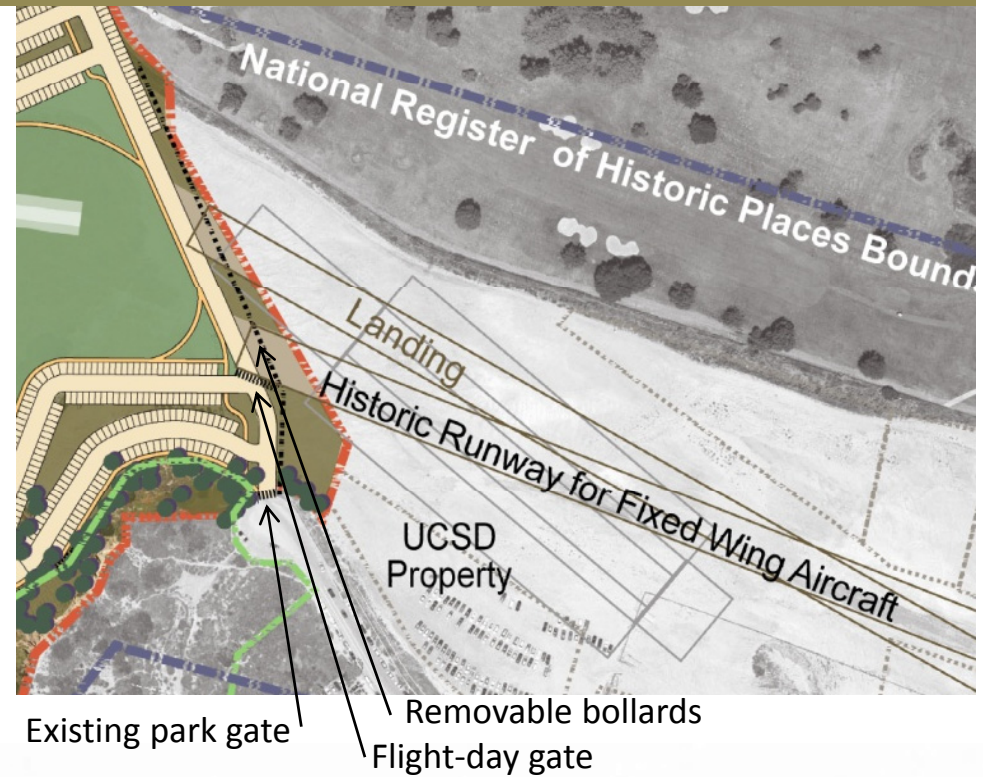 National Register of Historic Places Bound
Landing
Historic Runway for Fixed Wing Aircraft
UCSD
Property
Removable bollards
Existing park gate
Flight-day gate